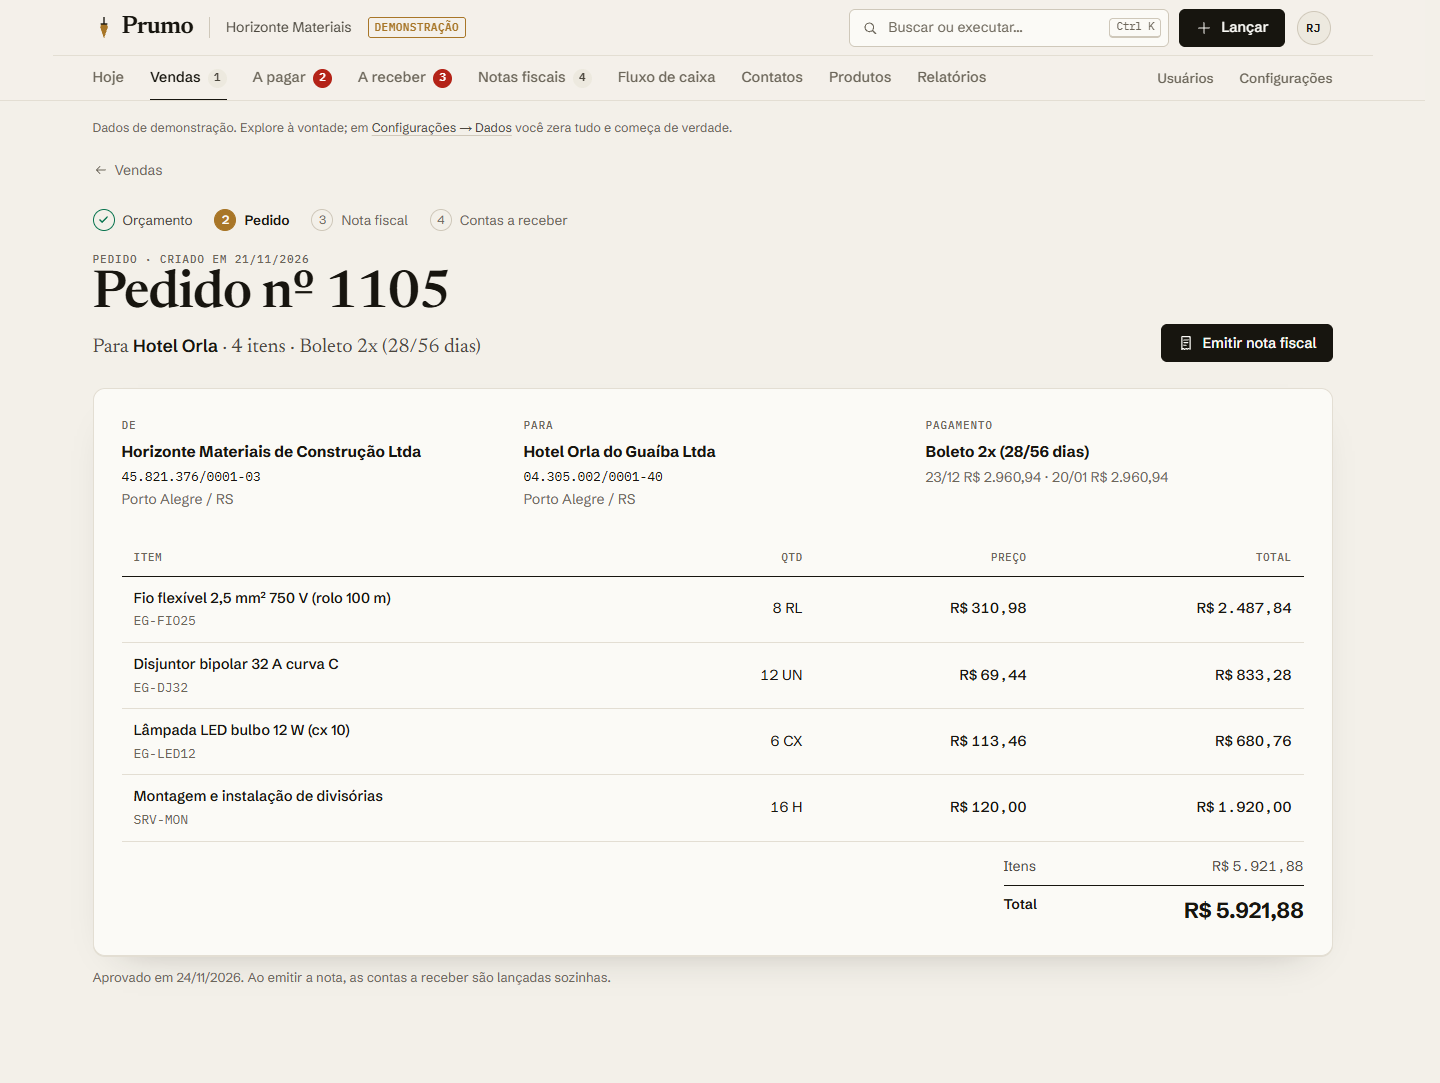 Prumo
Horizonte Materiais
DEMONSTRAÇÃO
Buscar ou executar...
Ctrl K
Lançar
RJ
Hoje
Vendas 1
A pagar 2
A receber 3
Notas fiscais 4
Fluxo de caixa
Contatos
Produtos
Relatórios
Usuários
Configurações
Dados de demonstração. Explore à vontade; em Configurações → Dados você zera tudo e começa de verdade.
← Vendas
Orçamento
2 Pedido
3 Nota fiscal
4 Contas a receber
PEDIDO · CRIADO EM 21/11/2026
Pedido nº 1105
Para Hotel Orla · 4 itens · Boleto 2x (28/56 dias)
Emitir nota fiscal
DE
Horizonte Materiais de Construção Ltda
45.821.376/0001-03
Porto Alegre / RS
PARA
Hotel Orla do Guaíba Ltda
04.305.002/0001-40
Porto Alegre / RS
PAGAMENTO
Boleto 2x (28/56 dias)
23/12 R$ 2.960,94 · 20/01 R$ 2.960,94
ITEM QTD PREÇO TOTAL
Fio flexível 2,5 mm² 750 V (rolo 100 m)
EG-FIO25
8 RL R$ 310,98 R$ 2.487,84
Disjuntor bipolar 32 A curva C
EG-DJ32
12 UN R$ 69,44 R$ 833,28
Lâmpada LED bulbo 12 W (cx 10)
EG-LED12
6 CX R$ 113,46 R$ 680,76
Montagem e instalação de divisórias
SRV-MON
16 H R$ 120,00 R$ 1.920,00
Itens R$ 5.921,88
Total R$ 5.921,88
Aprovado em 24/11/2026. Ao emitir a nota, as contas a receber são lançadas sozinhas.